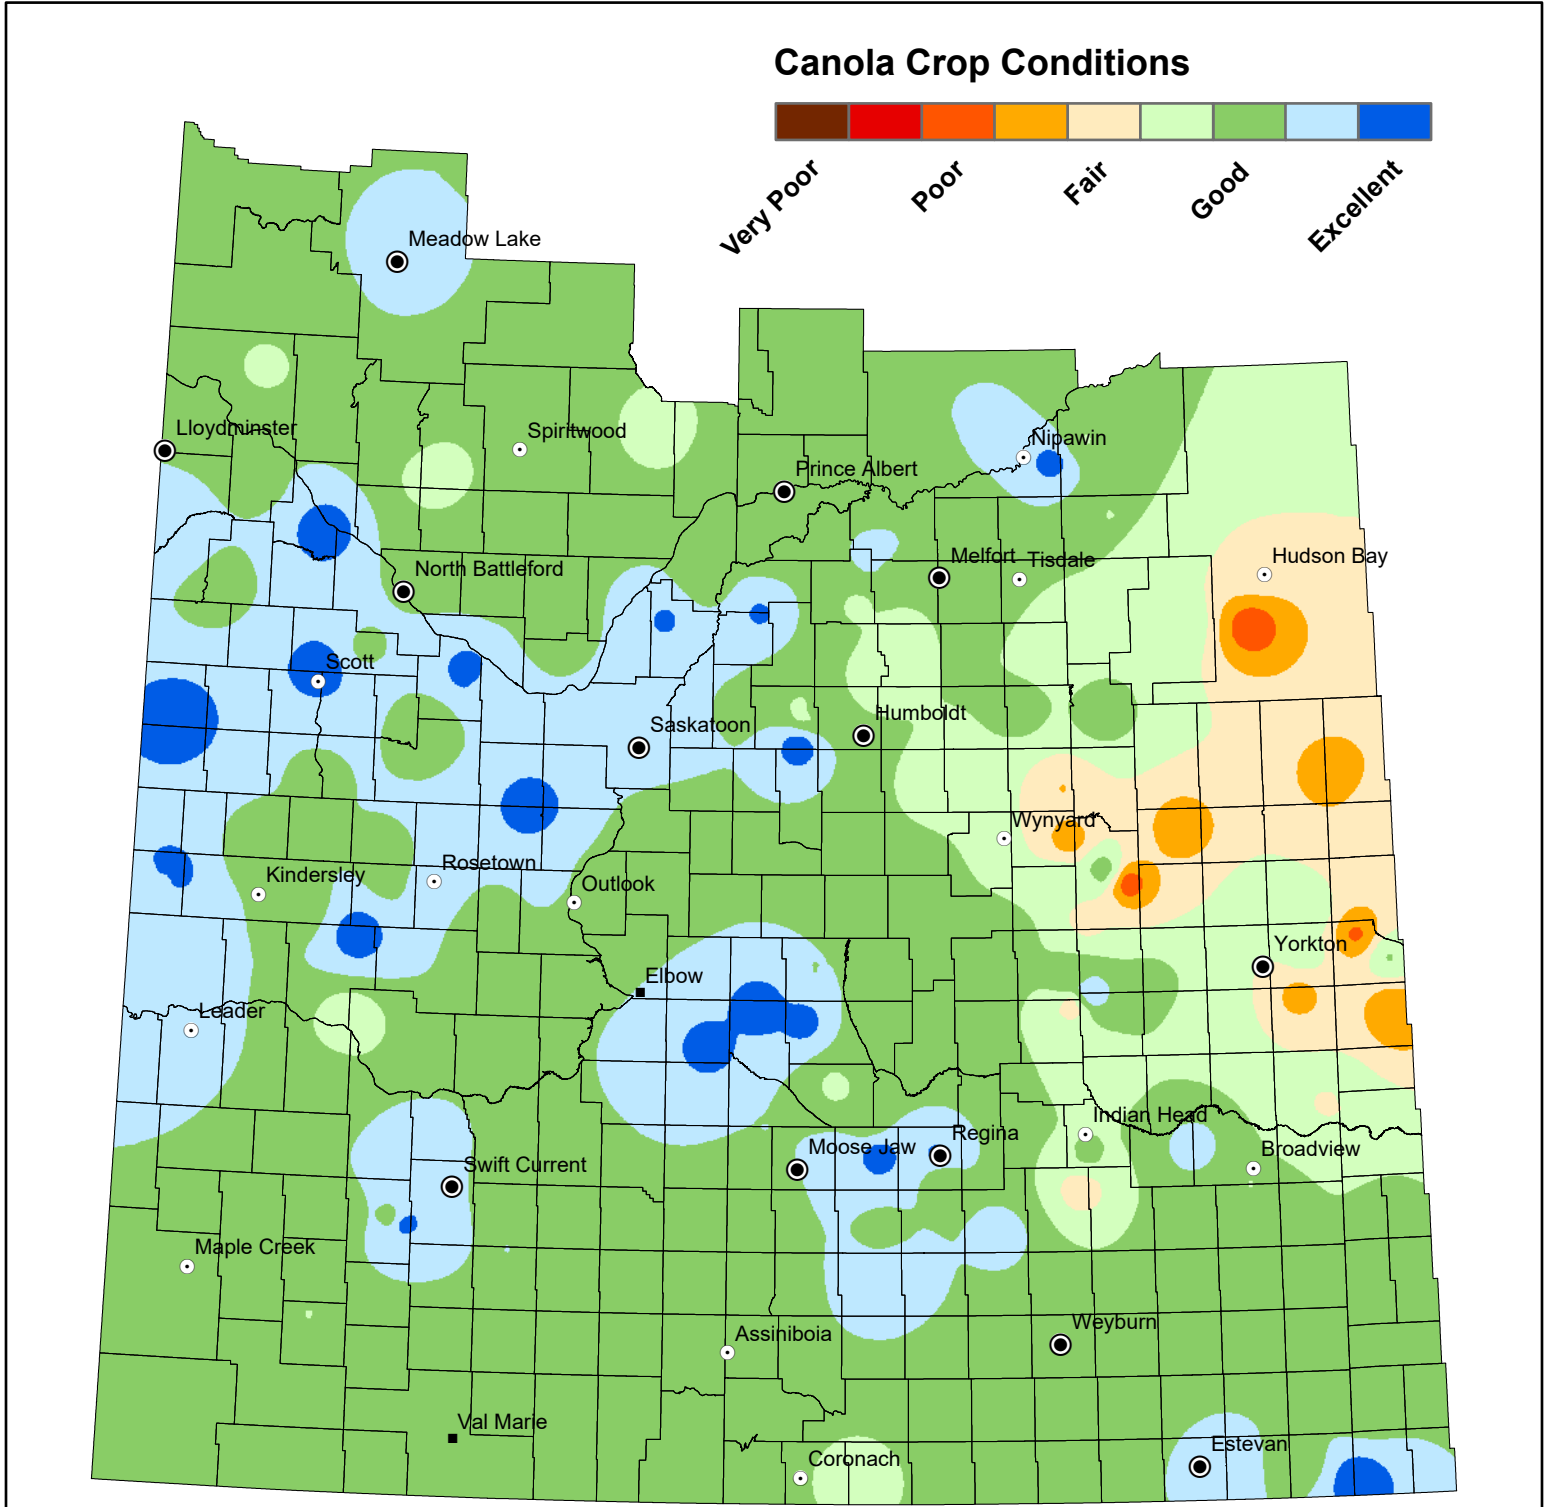 Canola Crop Conditions
Very Poor
Poor
Fair
Good
Excellent
Meadow Lake
Lloydminster
Spiritwood
Nipawin
Prince Albert
Hudson Bay
Melfort
Tisdale
North Battleford
Scott
Saskatoon
Humboldt
Wynyard
Rosetown
Kindersley
Outlook
Yorkton
Elbow
Leader
Indian Head
Regina
Moose Jaw
Broadview
Swift Current
Maple Creek
Weyburn
Assiniboia
Val Marie
Estevan
Coronach